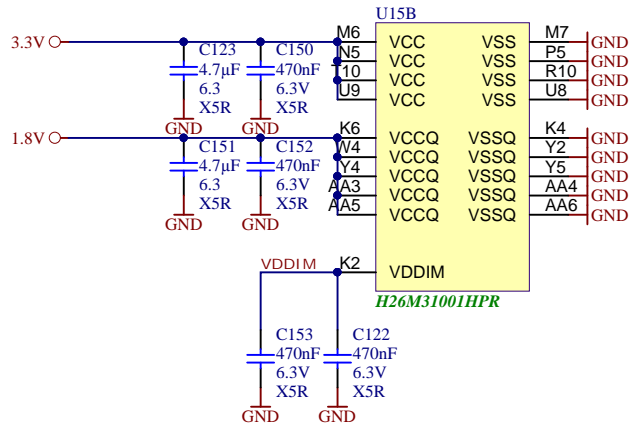 U15B
3.3V
M6 VCC VSS M7 GND
N5 VCC VSS P5 GND
T10 VCC VSS R10 GND
U9 VCC VSS U8 GND
C123
4.7µF
6.3
X5R
GND
C150
470nF
6.3V
X5R
GND
1.8V
K6 VCCQ VSSQ K4 GND
W4 VCCQ VSSQ Y2 GND
Y4 VCCQ VSSQ Y5 GND
AA3 VCCQ VSSQ AA4 GND
AA5 VCCQ VSSQ AA6 GND
C151
4.7µF
6.3
X5R
GND
C152
470nF
6.3V
X5R
GND
VDDIM K2 VDDIM
H26M31001HPR
C153
470nF
6.3V
X5R
GND
C122
470nF
6.3V
X5R
GND